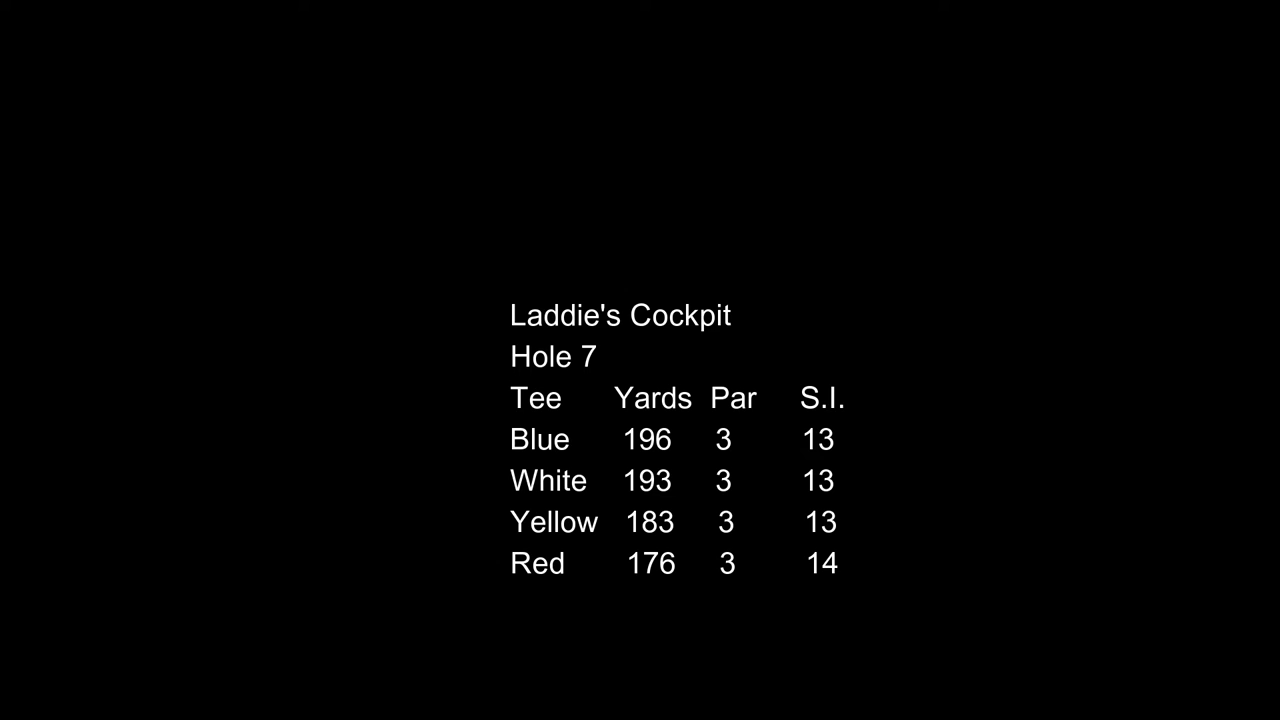 Laddie's Cockpit
Hole 7
Tee Yards Par S.I.
Blue 196 3 13
White 193 3 13
Yellow 183 3 13
Red 176 3 14